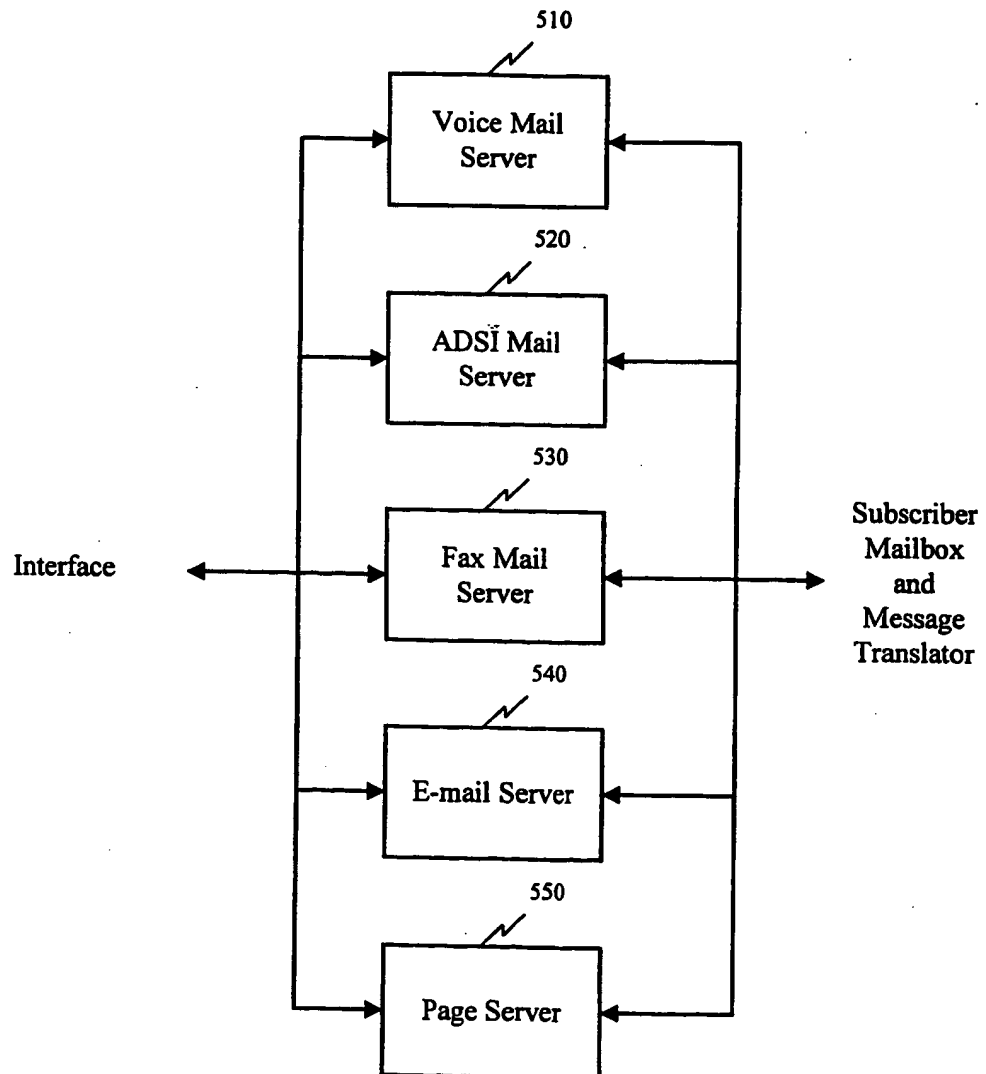 510
Voice Mail
Server
520
ADSI Mail
Server
530
Interface
Fax Mail
Server
Subscriber
Mailbox
and
Message
Translator
540
E-mail Server
550
Page Server